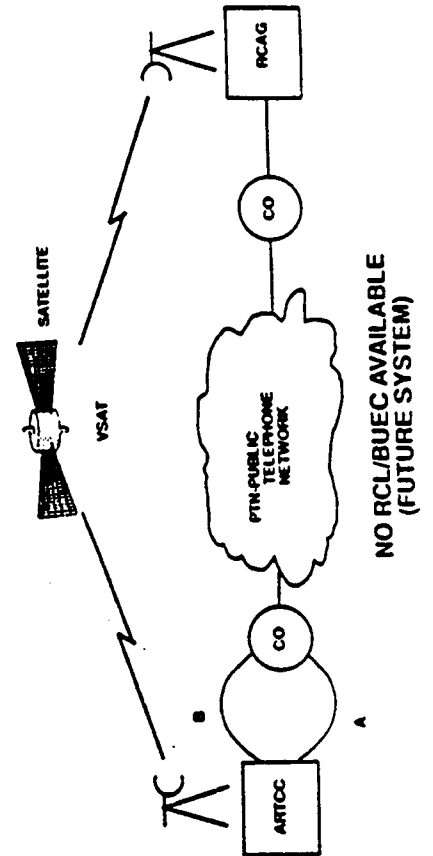 SATELLITE
VSAT
RCAG
CO
PTN-PUBLIC
TELEPHONE
NETWORK
CO
B
A
ARTCC
NO RCL/BUEC AVAILABLE
(FUTURE SYSTEM)